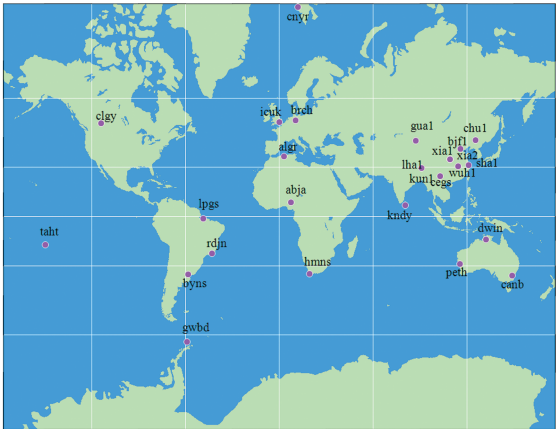 cnyr
clgy
icuk
brch
gua1
chu1
bjf1
xia1
xia2
algr
lha1
sha1
wuh1
kun1
cegs
abja
lpgs
kndy
taht
dwin
rdjn
hmns
peth
byns
canb
gwbd